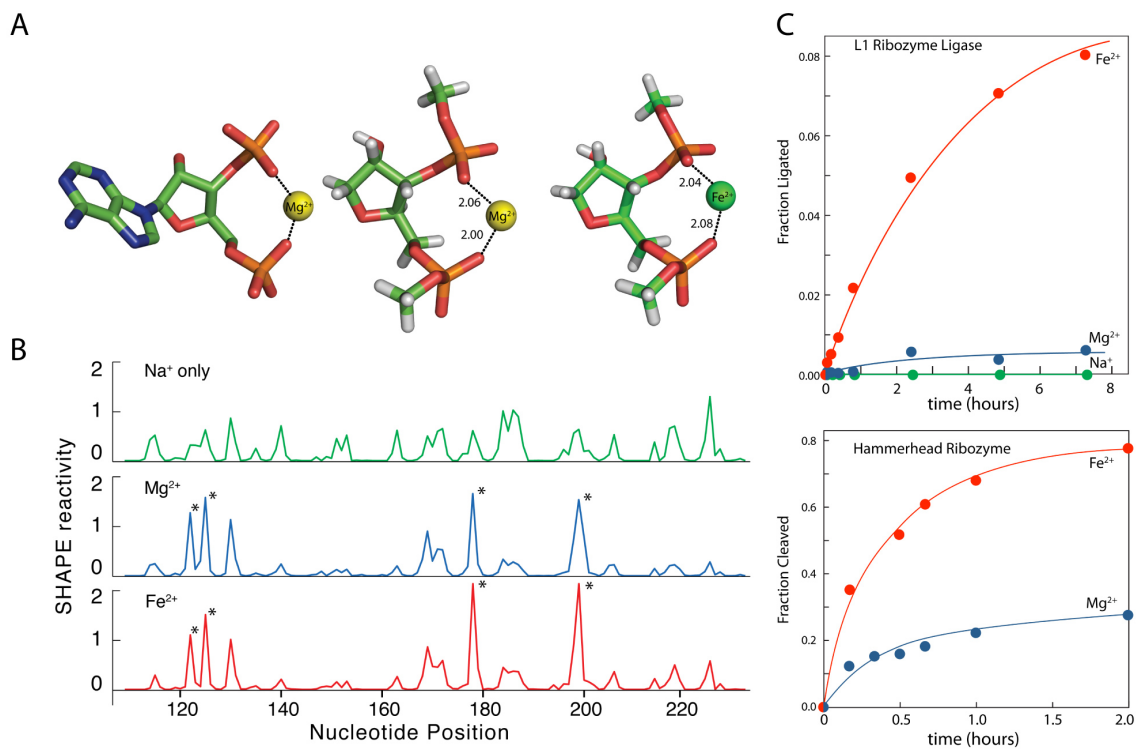 A
Mg²⁺
2.06
Mg²⁺
2.00
2.04
Fe²⁺
2.08
B
SHAPE reactivity
2
1
0
Na⁺ only
2
1
0
Mg²⁺
*
*
*
*
2
1
0
Fe²⁺
*
*
*
*
120
140
160
180
200
220
Nucleotide Position
C
L1 Ribozyme Ligase
Fraction Ligated
0.08
0.06
0.04
0.02
0.00
Fe²⁺
Mg²⁺
Na⁺
0
2
4
6
8
time (hours)
Hammerhead Ribozyme
Fraction Cleaved
0.8
0.6
0.4
0.2
0.0
Fe²⁺
Mg²⁺
0
0.5
1.0
1.5
2.0
time (hours)